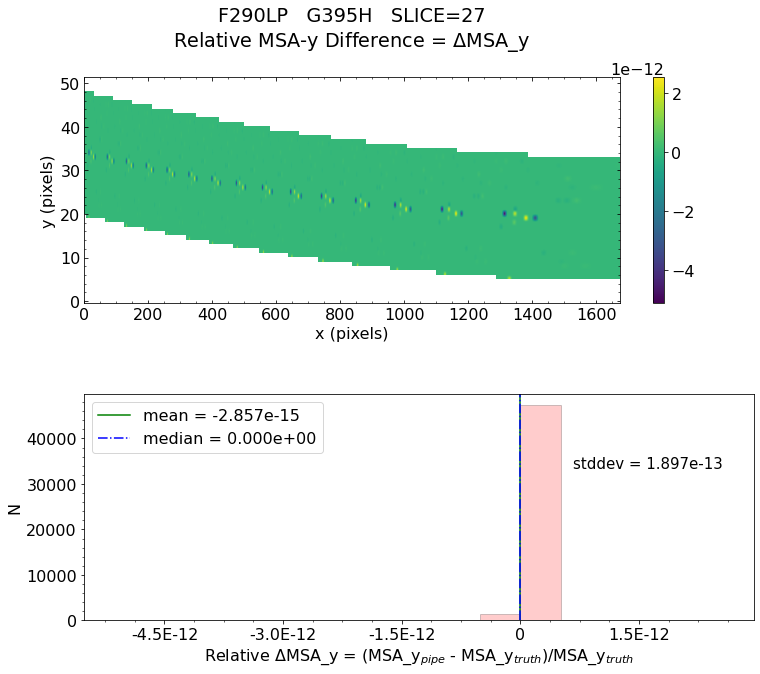 F290LP   G395H   SLICE=27
Relative MSA-y Difference = ΔMSA_y
1e−12
50
40
30
20
10
0
y (pixels)
0 200 400 600 800 1000 1200 1400 1600
x (pixels)
2
0
−2
−4
mean = -2.857e-15
median = 0.000e+00
stddev = 1.897e-13
40000
30000
20000
10000
0
N
-4.5E-12 -3.0E-12 -1.5E-12 0 1.5E-12
Relative ΔMSA_y = (MSA_y_pipe - MSA_y_truth)/MSA_y_truth